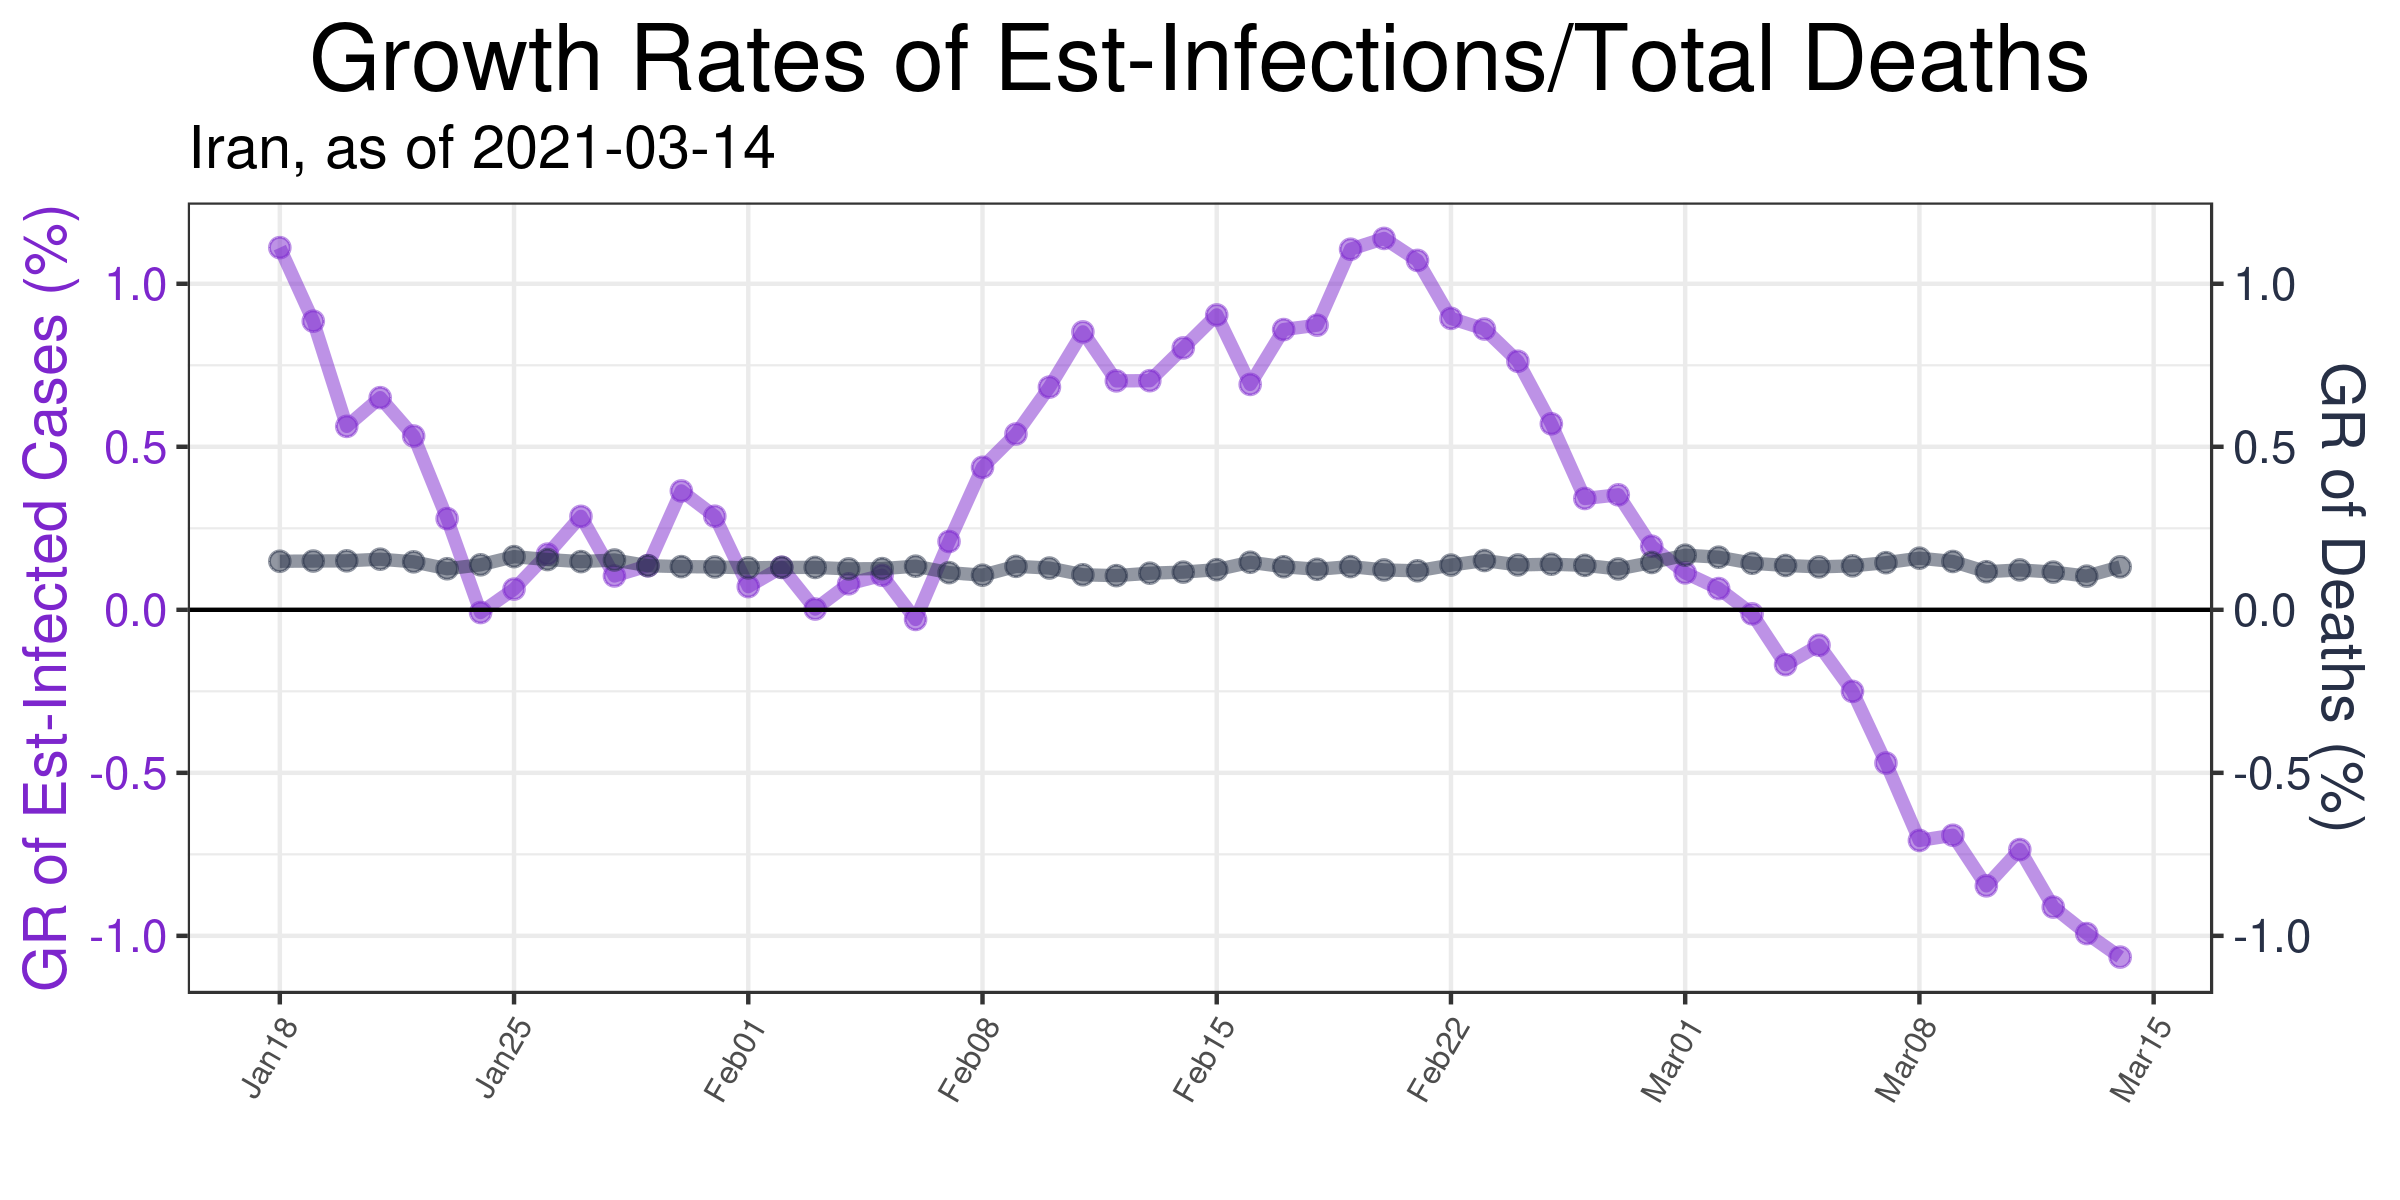 Growth Rates of Est-Infections/Total Deaths
Iran, as of 2021-03-14
GR of Est-Infected Cases (%)
1.0
0.5
0.0
-0.5
-1.0
1.0
0.5
0.0
-0.5
-1.0
GR of Deaths (%)
Jan18
Jan25
Feb01
Feb08
Feb15
Feb22
Mar01
Mar08
Mar15